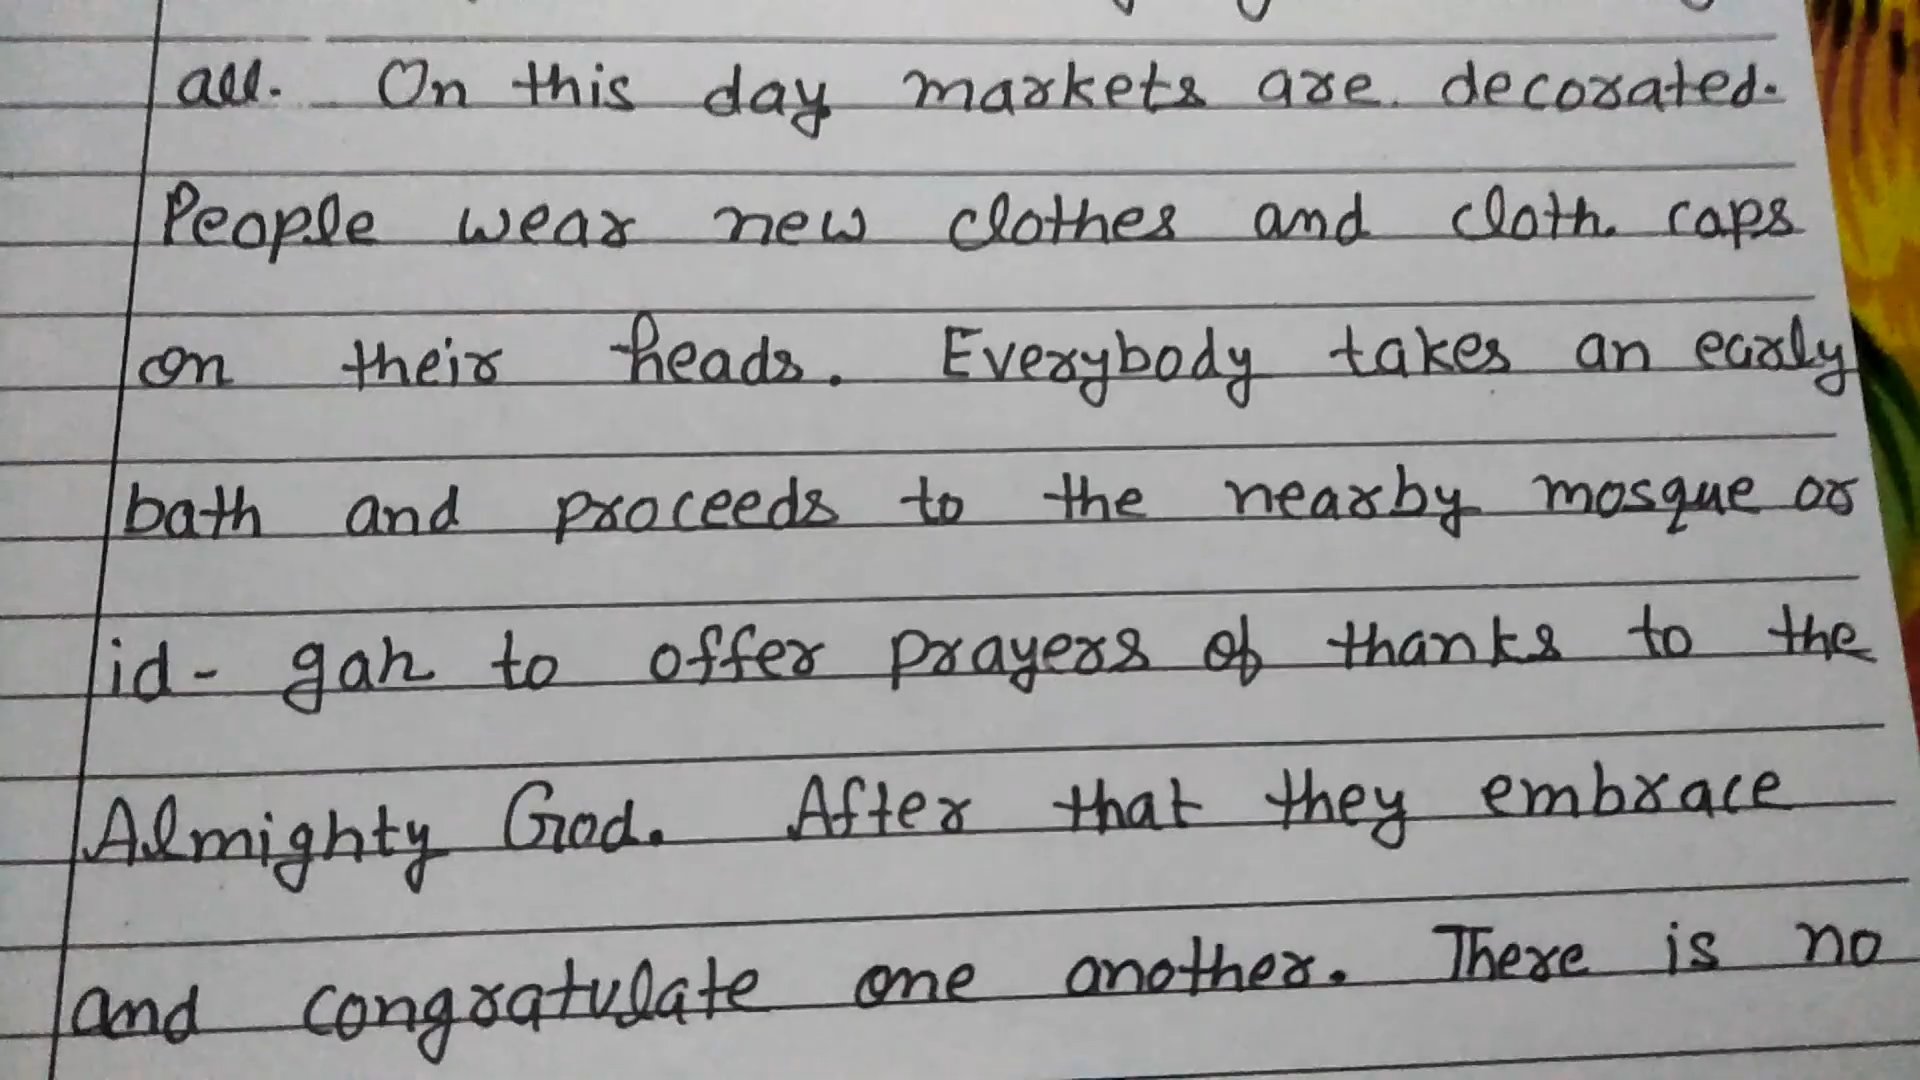 all. On this day markets are decorated.
People wear new clothes and cloth caps
on their heads. Everybody takes an early
bath and proceeds to the nearby mosque or
id- gah to offer prayers of thanks to the
Almighty God. After that they embrace
and congratulate one another. There is no